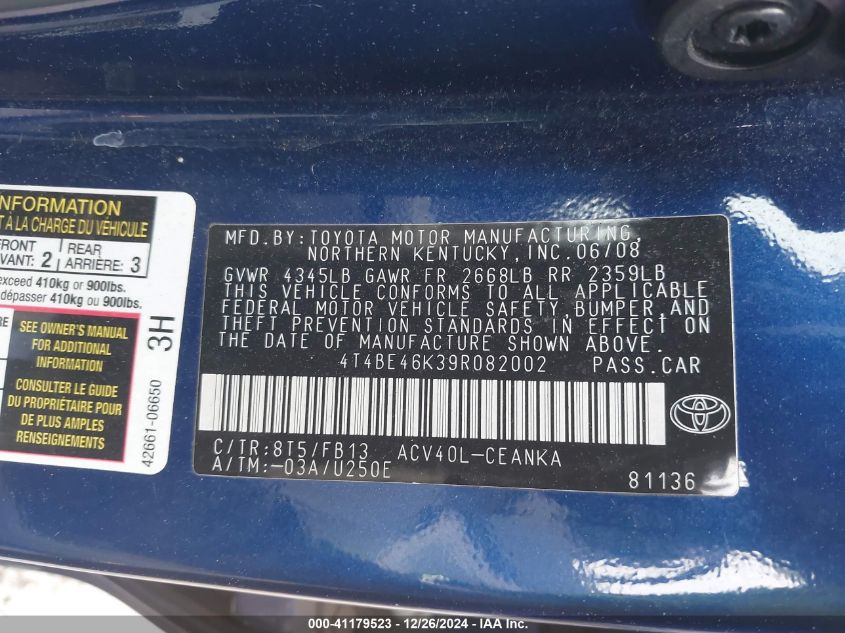 INFORMATION
T À LA CHARGE DU VÉHICULE
FRONT
VANT: 2
REAR
ARRIÈRE: 3
exceed 410kg or 900lbs.
dépasser 410kg ou 900lbs.
RE
SEE OWNER'S MANUAL
FOR ADDITIONAL
INFORMATION
CONSULTER LE GUIDE
DU PROPRIÉTAIRE POUR
DE PLUS AMPLES
RENSEIGNEMENTS
3H
42661-06650
MFD.BY:TOYOTA MOTOR MANUFACTURING,
NORTHERN KENTUCKY,INC.06/08
GVWR 4345LB GAWR FR 2668LB RR 2359LB
THIS VEHICLE CONFORMS TO ALL APPLICABLE
FEDERAL MOTOR VEHICLE SAFETY,BUMPER,AND
THEFT PREVENTION STANDARDS IN EFFECT ON
THE DATE OF MANUFACTURE SHOWN ABOVE.
4T4BE46K39R082002 PASS.CAR
C/TR:8T5/FB13 ACV40L-CEANKA
A/TM:-03A/U250E
81136
000-41179523 - 12/26/2024 - IAA Inc.